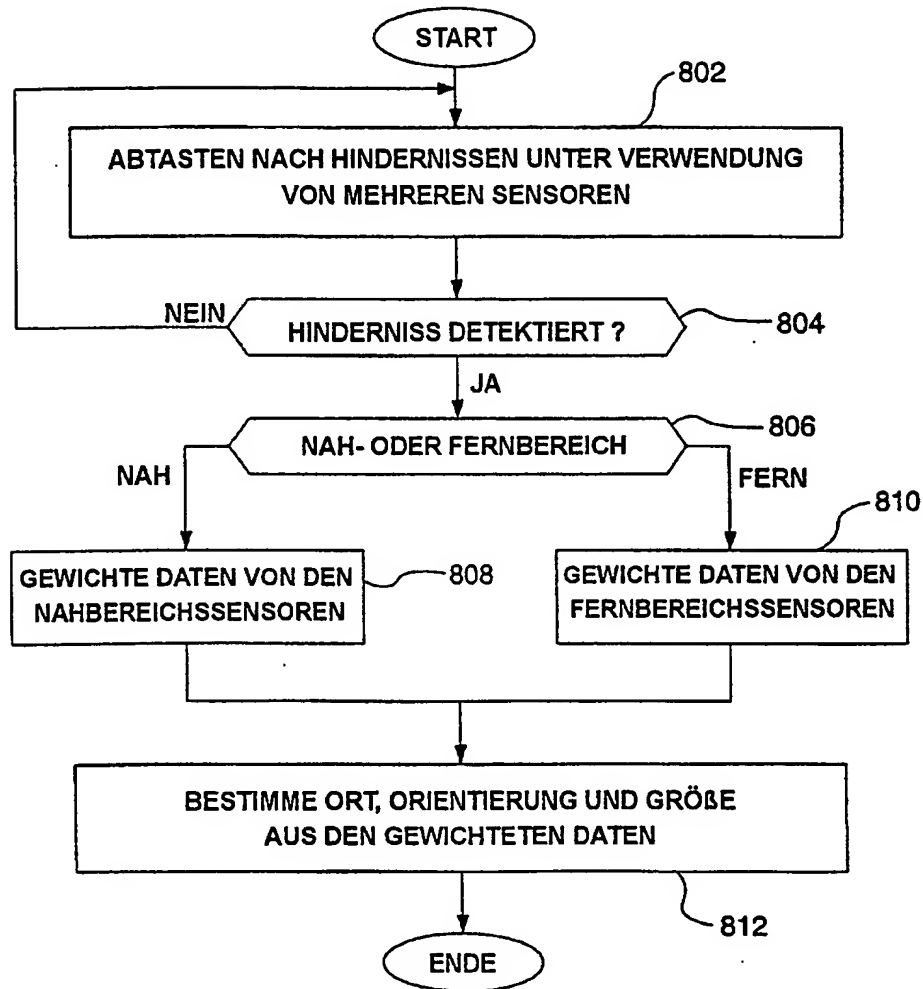 START
802
ABTASTEN NACH HINDERNISSEN UNTER VERWENDUNG
VON MEHREREN SENSOREN
NEIN
HINDERNISS DETEKTIERT ?
804
JA
NAH- ODER FERNBEREICH
806
NAH
FERN
810
GEWICHTE DATEN VON DEN
NAHBEREICHSSENSOREN
808
GEWICHTE DATEN VON DEN
FERNBEREICHSSENSOREN
BESTIMME ORT, ORIENTIERUNG UND GRÖßE
AUS DEN GEWICHTETEN DATEN
812
ENDE